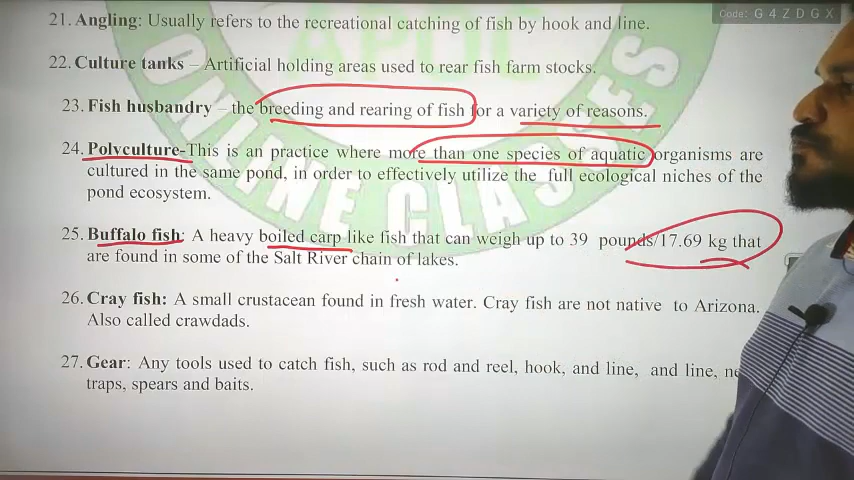 Code: G 4 Z D G X
21. Angling: Usually refers to the recreational catching of fish by hook and line.
22. Culture tanks – Artificial holding areas used to rear fish farm stocks.
23. Fish husbandry – the breeding and rearing of fish for a variety of reasons.
24. Polyculture-This is an practice where more than one species of aquatic organisms are
cultured in the same pond, in order to effectively utilize the full ecological niches of the
pond ecosystem.
25. Buffalo fish: A heavy boiled carp like fish that can weigh up to 39 pounds/17.69 kg that
are found in some of the Salt River chain of lakes.
26. Cray fish: A small crustacean found in fresh water. Cray fish are not native to Arizona.
Also called crawdads.
27. Gear: Any tools used to catch fish, such as rod and reel, hook, and line, and line,
traps, spears and baits.
ONLINE CLASSES